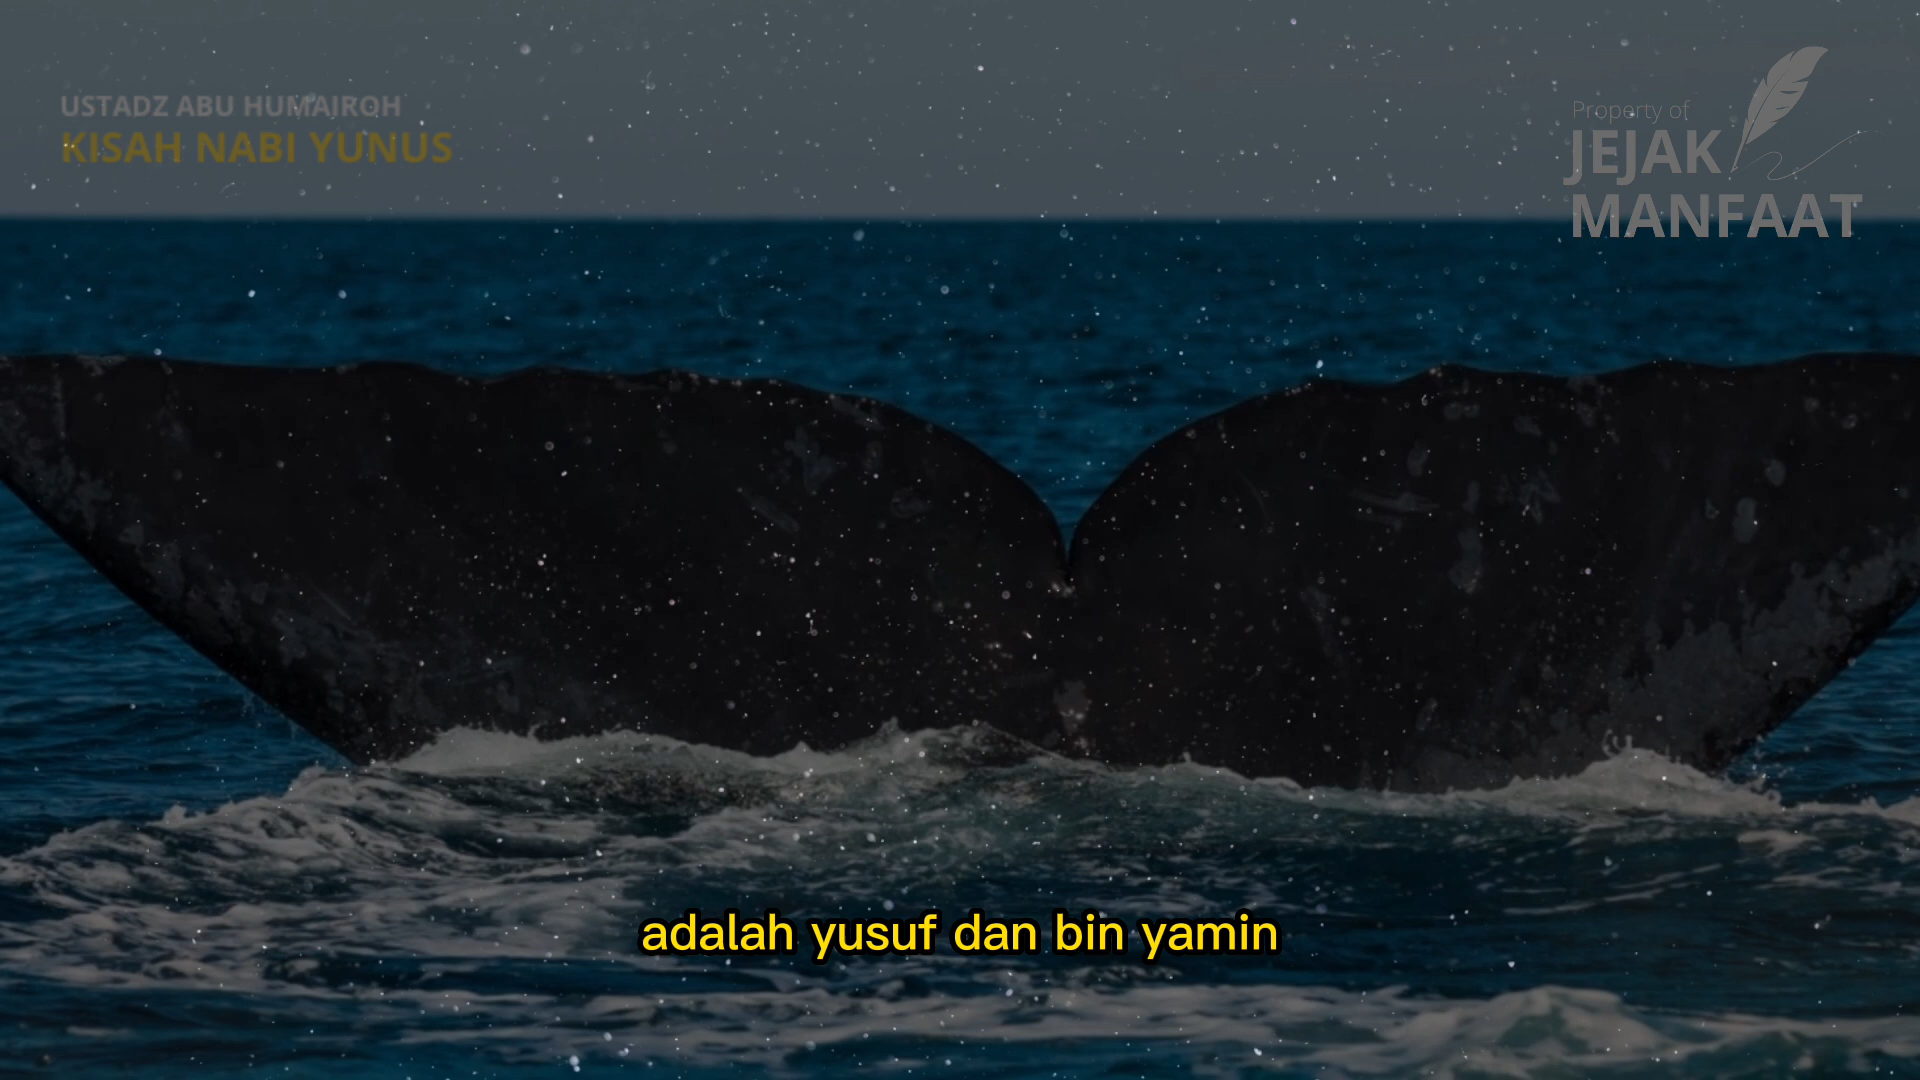 USTADZ ABU HUMAIROH
KISAH NABI YUNUS
Property of
JEJAK
MANFAAT
adalah yusuf dan bin yamin